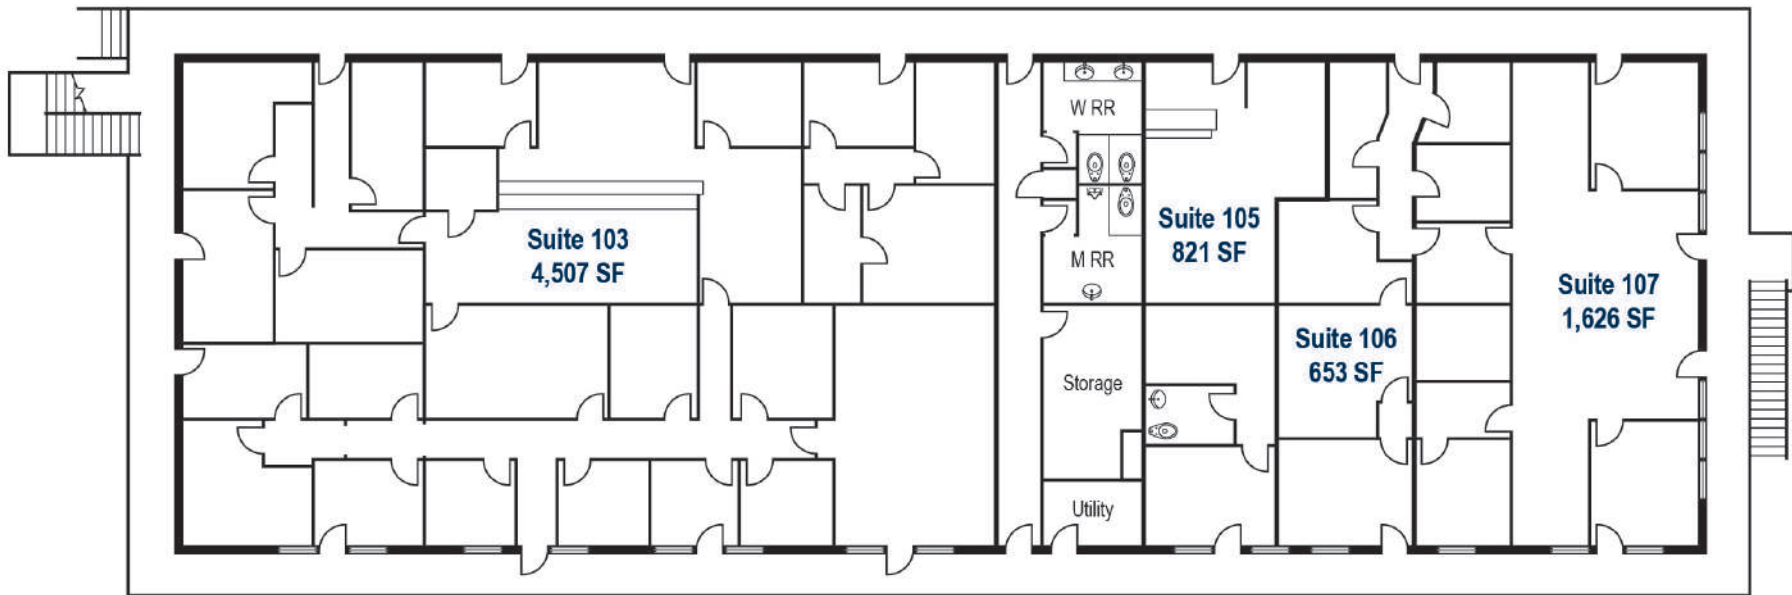 W RR
Suite 103
4,507 SF
M RR
Suite 105
821 SF
Suite 107
1,626 SF
Storage
Suite 106
653 SF
Utility